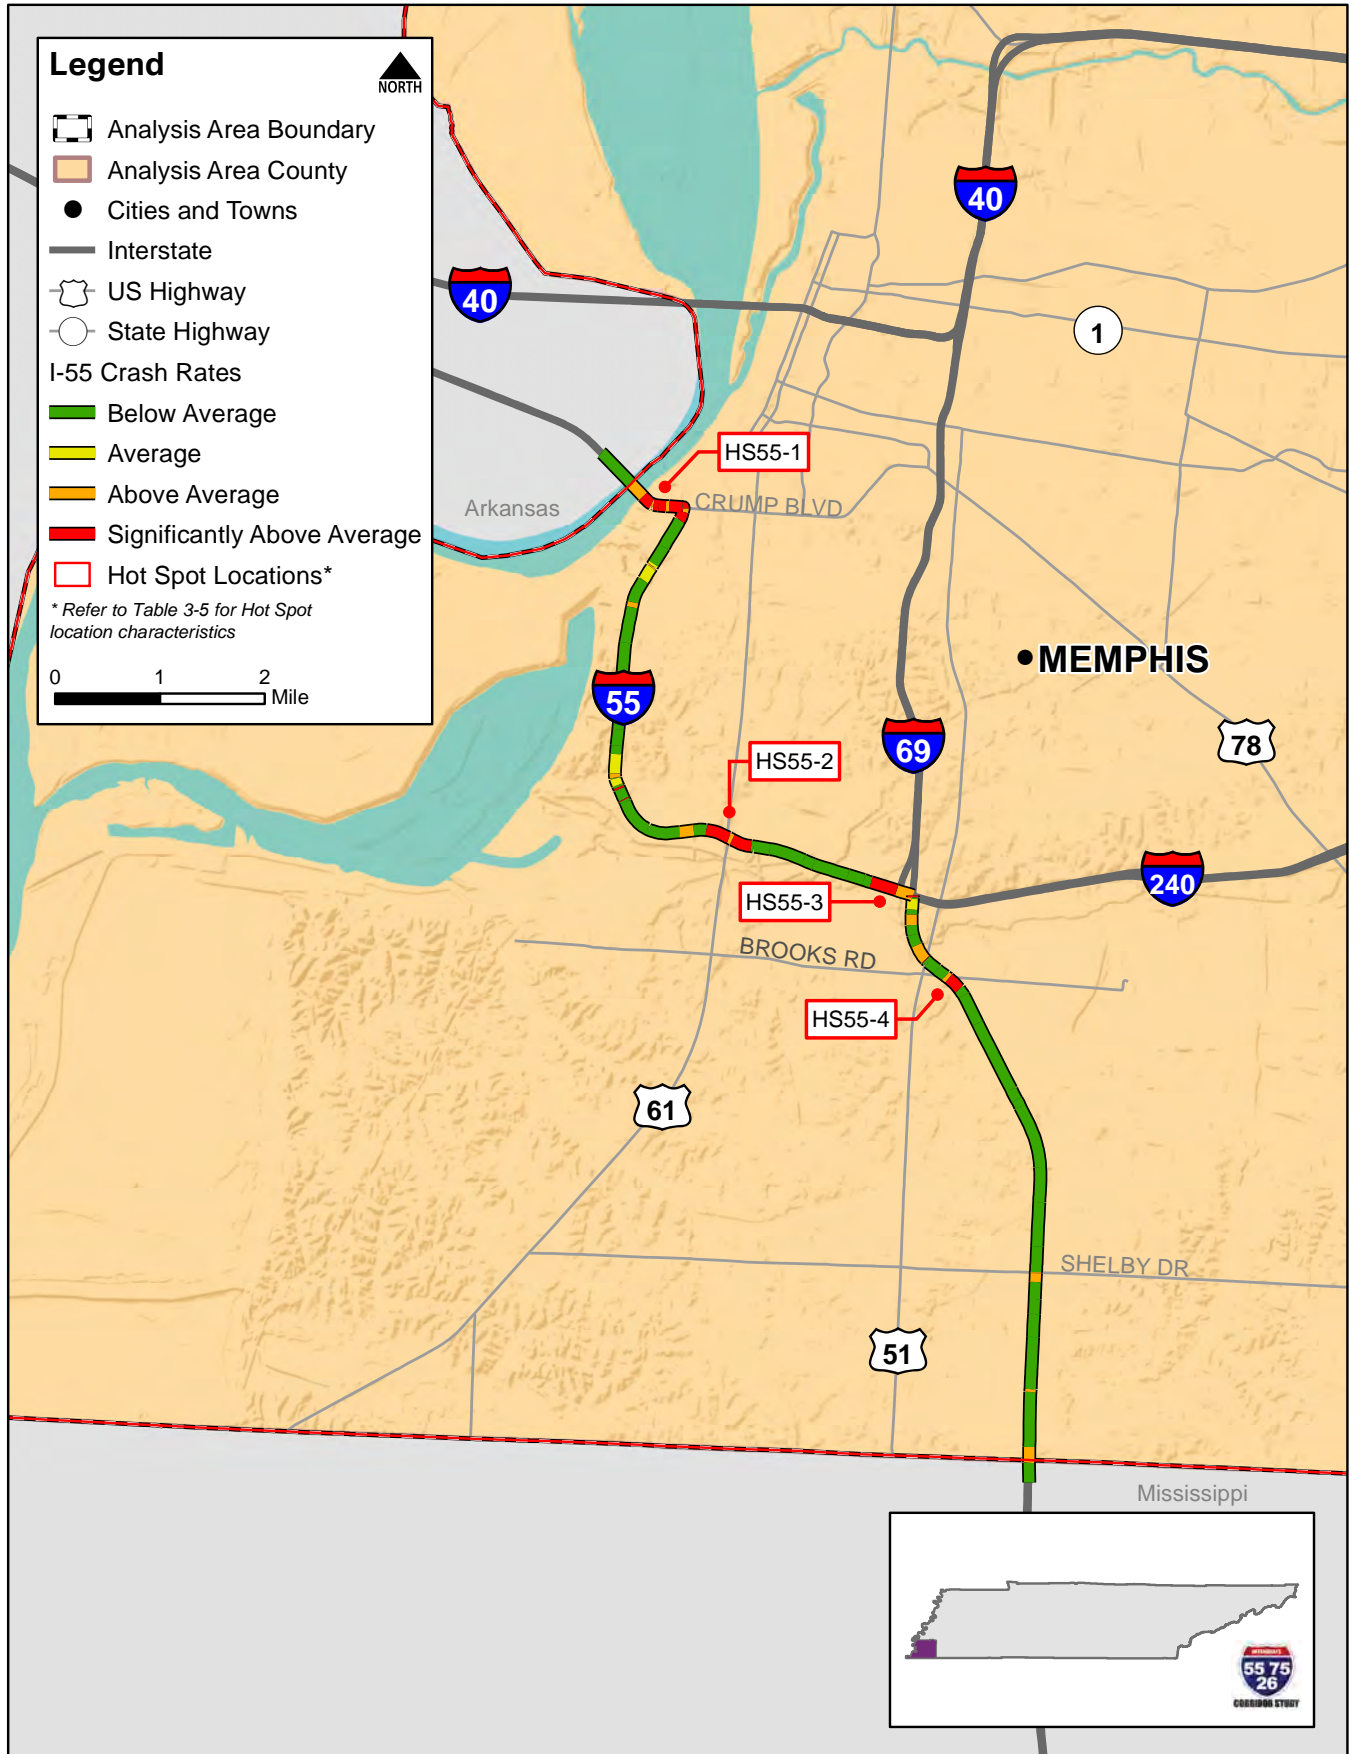 Legend
NORTH
Analysis Area Boundary
Analysis Area County
Cities and Towns
Interstate
US Highway
State Highway
I-55 Crash Rates
Below Average
Average
Above Average
Significantly Above Average
Hot Spot Locations*
* Refer to Table 3-5 for Hot Spot
location characteristics
0 1 2
Mile
40
40
1
HS55-1
Arkansas
CRUMP BLVD
MEMPHIS
55
69
78
HS55-2
240
HS55-3
BROOKS RD
HS55-4
61
SHELBY DR
51
Mississippi
INTERSTATE
55 75
26
CORRIDOR STUDY